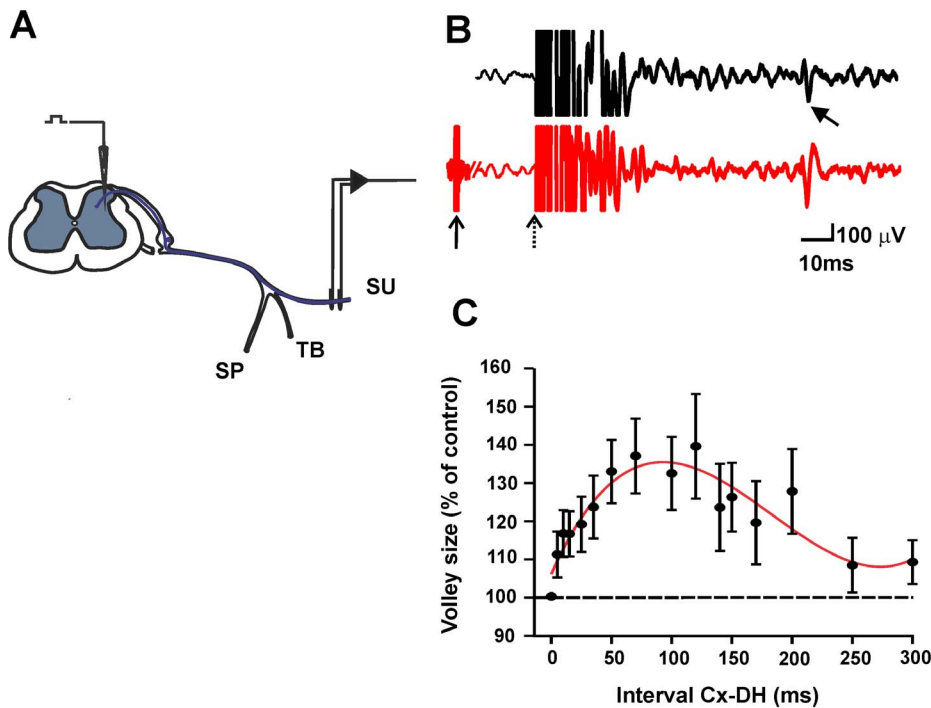 A
SU
TB
SP
B
100 μV
10ms
C
Volley size (% of control)
160
150
140
130
120
110
100
90
0 50 100 150 200 250 300
Interval Cx-DH (ms)